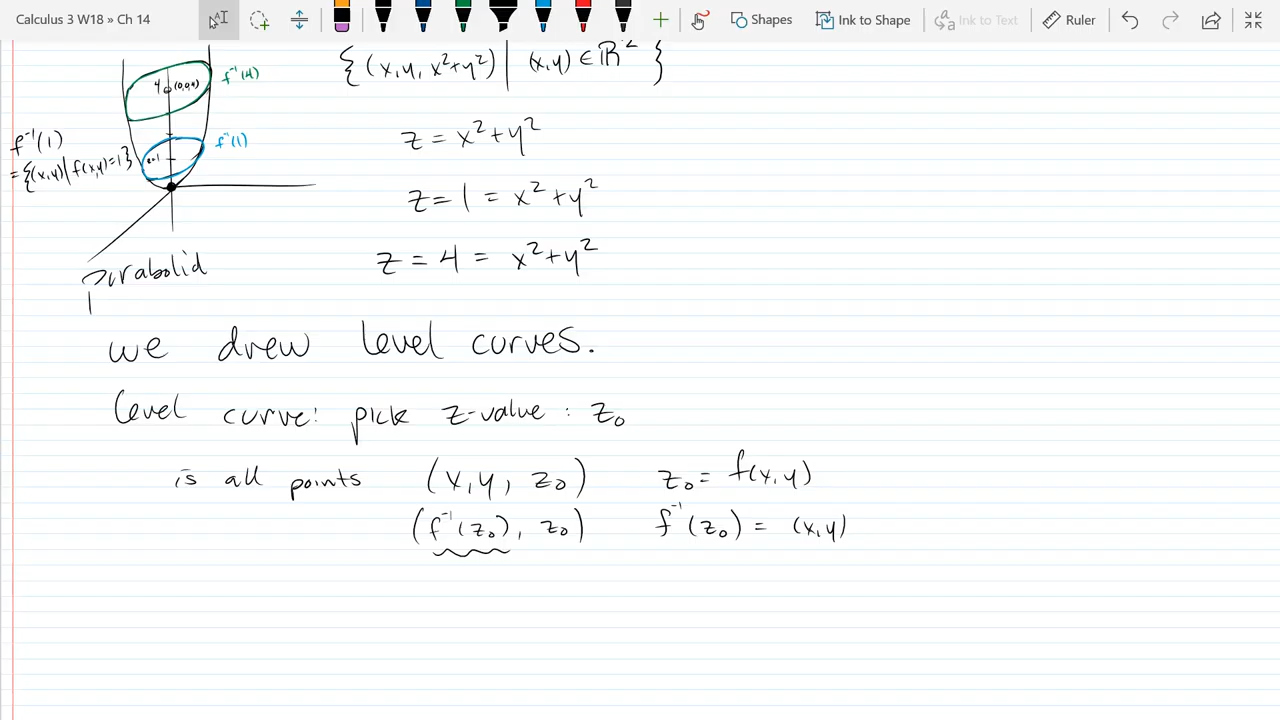 Calculus 3 W18 » Ch 14
Shapes
Ink to Shape
Ink to Text
Ruler
{ (x, y, x²+y²) | (x,y) ∈ ℝ² }
4 (0,0,4)
f⁻¹(4)
z = x²+y²
f⁻¹(1)
f⁻¹(1)
= {(x,y) | f(x,y)=1}
z = 1 = x²+y²
z = 4 = x²+y²
parabolid
we drew level curves.
level curve: pick z-value : z₀
is all points (x, y, z₀) z₀ = f(x, y)
(f⁻¹(z₀), z₀) f⁻¹(z₀) = (x,y)